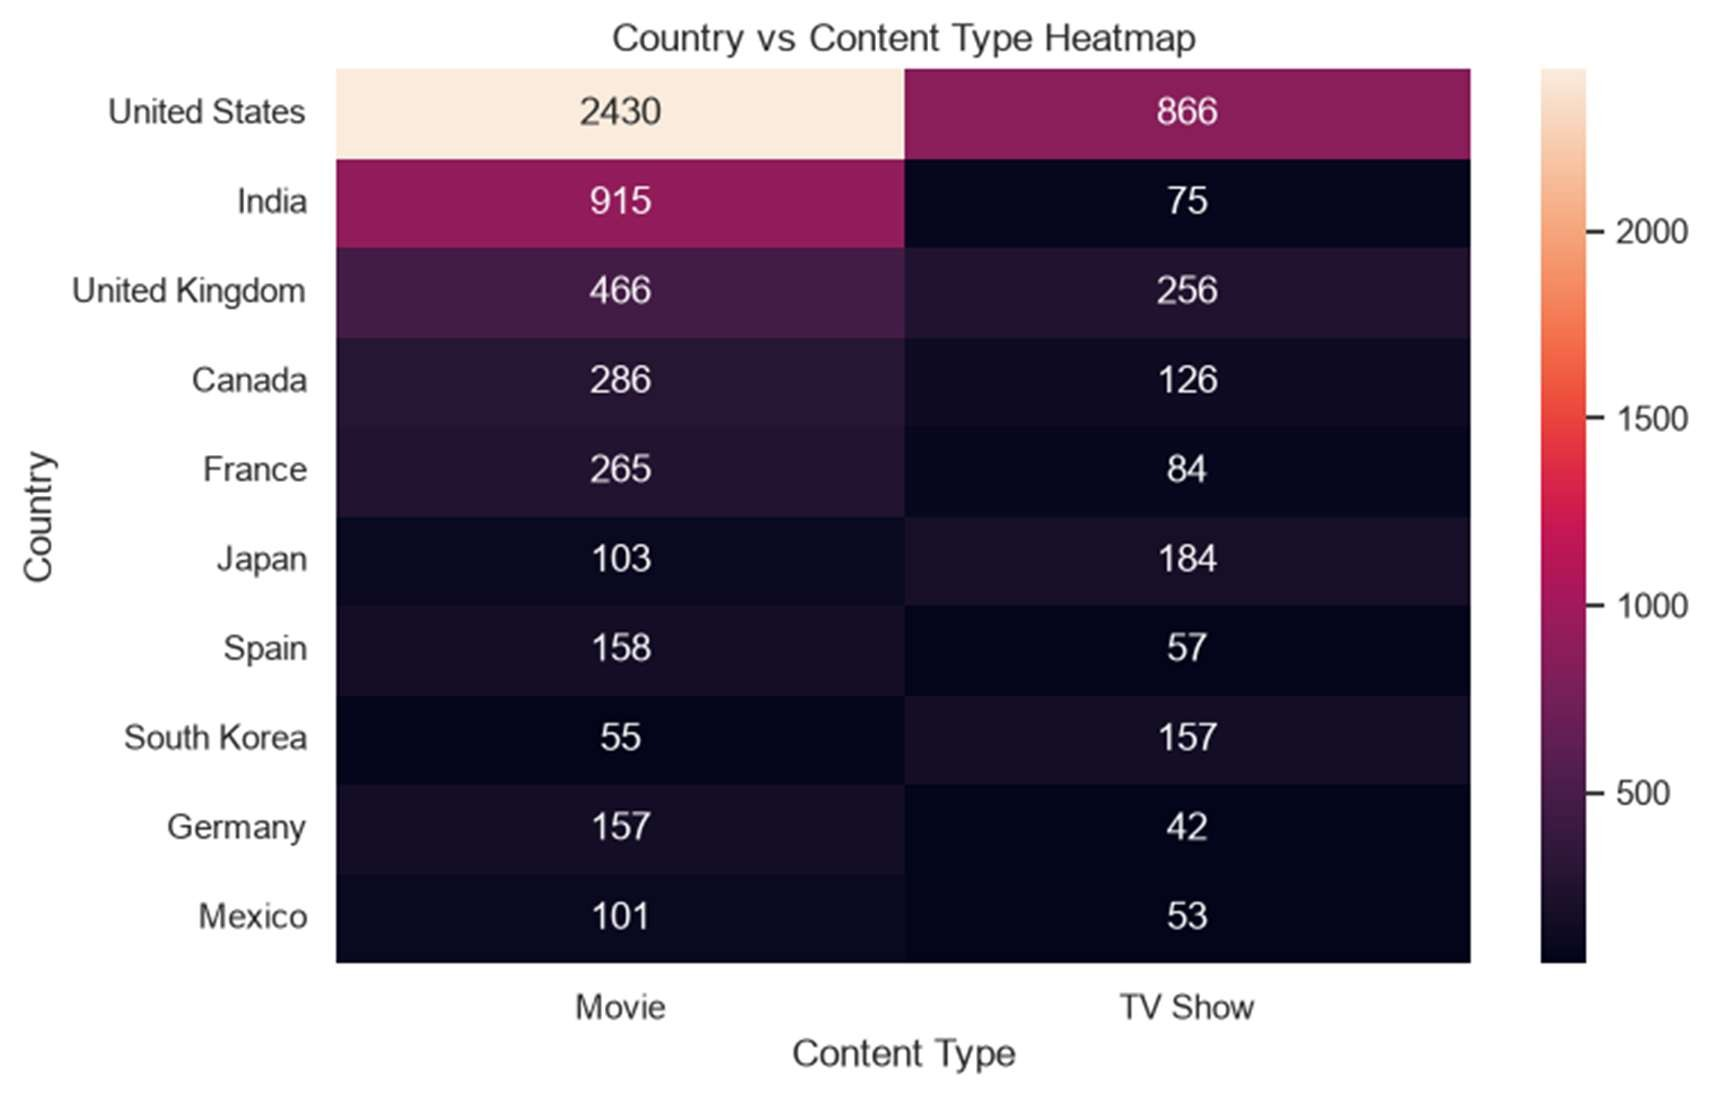 Country vs Content Type Heatmap
United States 2430 866
India 915 75
2000
United Kingdom 466 256
Canada 286 126
1500
France 265 84
Country
Japan 103 184
1000
Spain 158 57
South Korea 55 157
500
Germany 157 42
Mexico 101 53
Movie TV Show
Content Type